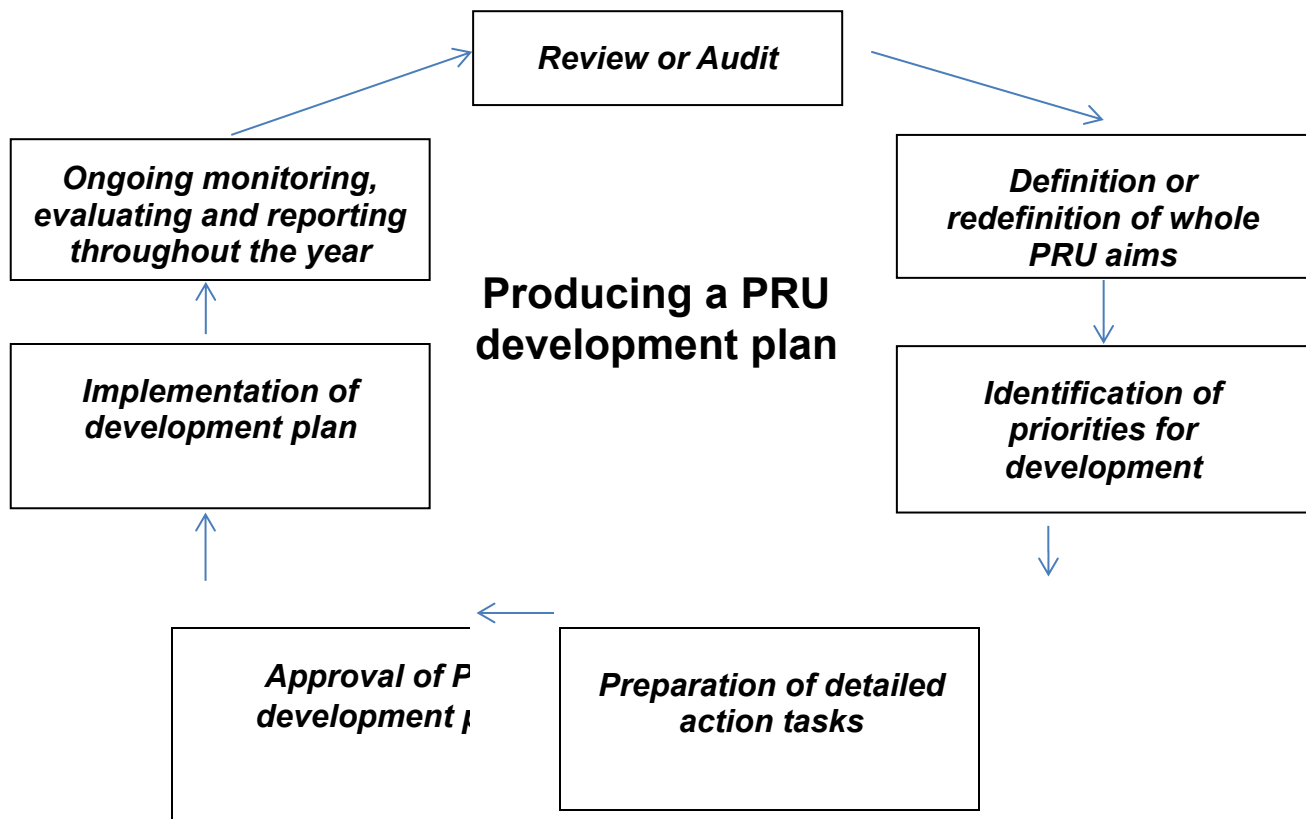 Review or Audit
Ongoing monitoring,
evaluating and reporting
throughout the year
Definition or
redefinition of whole
PRU aims
Producing a PRU
development plan
Implementation of
development plan
Identification of
priorities for
development
Approval of
development
Preparation of detailed
action tasks